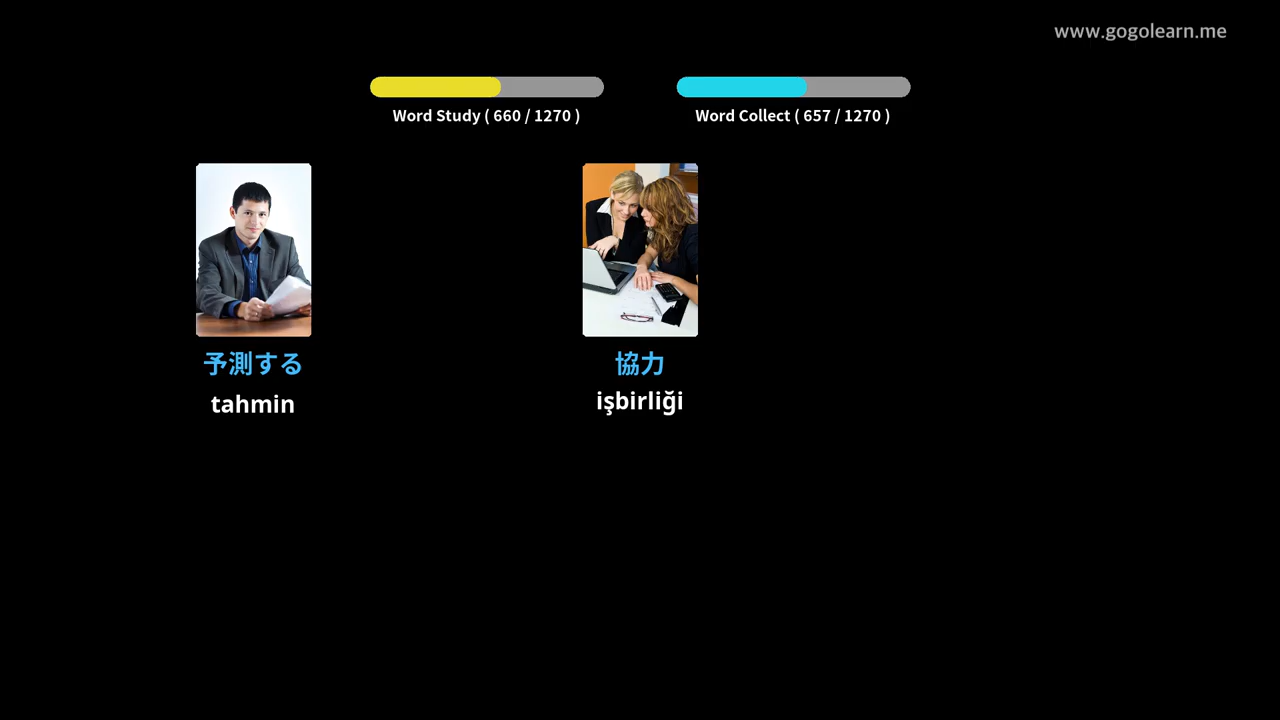 www.gogolearn.me
Word Study ( 660 / 1270 )
Word Collect ( 657 / 1270 )
予測する
tahmin
協力
işbirliği